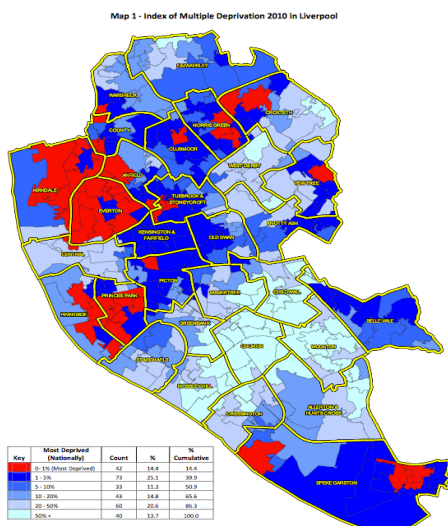 Map 1 - Index of Multiple Deprivation 2010 in Liverpool
FAZAKERLEY
WARBRECK
CROXTETH
NORRIS GREEN
COUNTY
CLUBMOOR
WEST DERBY
ANFIELD
YEW TREE
KIRKDALE
TUEBROOK &
STONEYCROFT
EVERTON
KNOTTY ASH
KENSINGTON &
FAIRFIELD
OLD SWAN
CENTRAL
PICTON
WAVERTREE
CHILDWALL
PRINCES PARK
RIVERSIDE
GREENBANK
BELLE VALE
CHURCH
WOOLTON
ST MICHAELS
MOSSLEY HILL
ALLERTON &
HUNTS CROSS
CRESSINGTON
SPEKE GARSTON
Key Most Deprived (Nationally) Count % % Cumulative
0- 1% (Most Deprived) 42 14.4 14.4
1 - 5% 73 25.1 39.9
5 - 10% 33 11.3 50.9
10 - 20% 43 14.8 65.6
20 - 50% 60 20.6 86.3
50% + 40 13.7 100.0